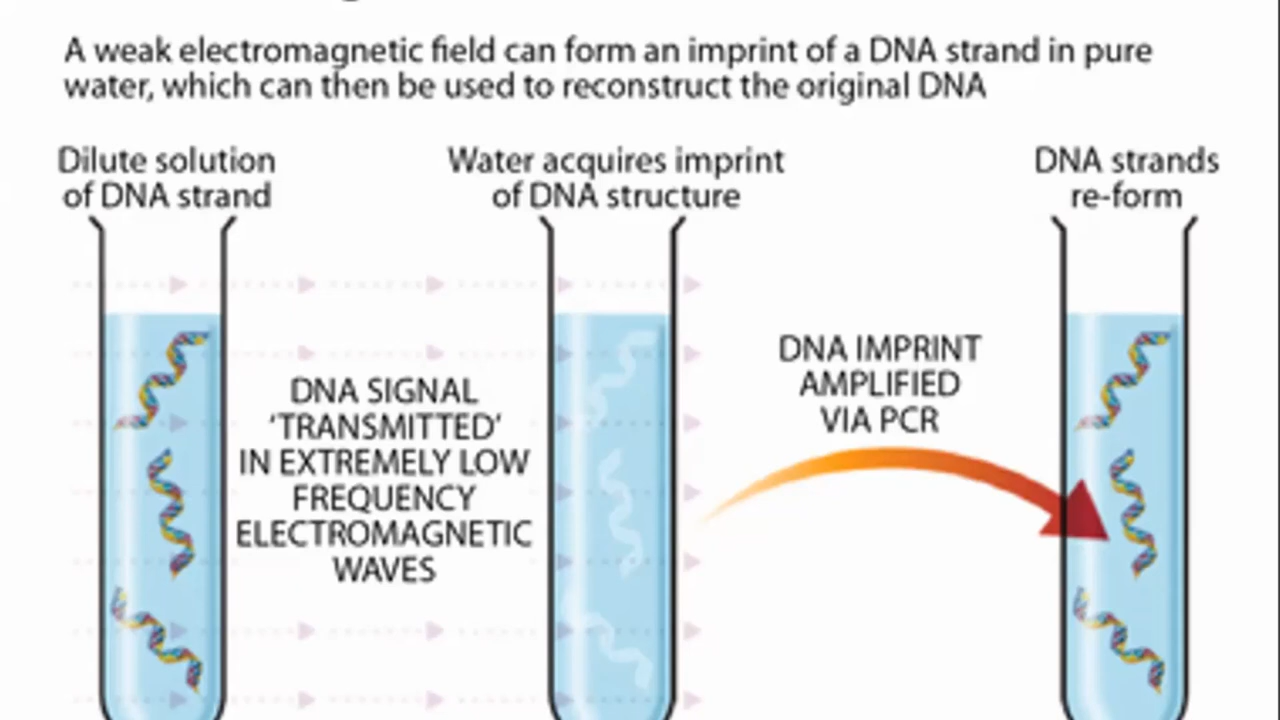 A weak electromagnetic field can form an imprint of a DNA strand in pure
water, which can then be used to reconstruct the original DNA
Dilute solution
of DNA strand
Water acquires imprint
of DNA structure
DNA strands
re-form
DNA SIGNAL
‘TRANSMITTED’
IN EXTREMELY LOW
FREQUENCY
ELECTROMAGNETIC
WAVES
DNA IMPRINT
AMPLIFIED
VIA PCR